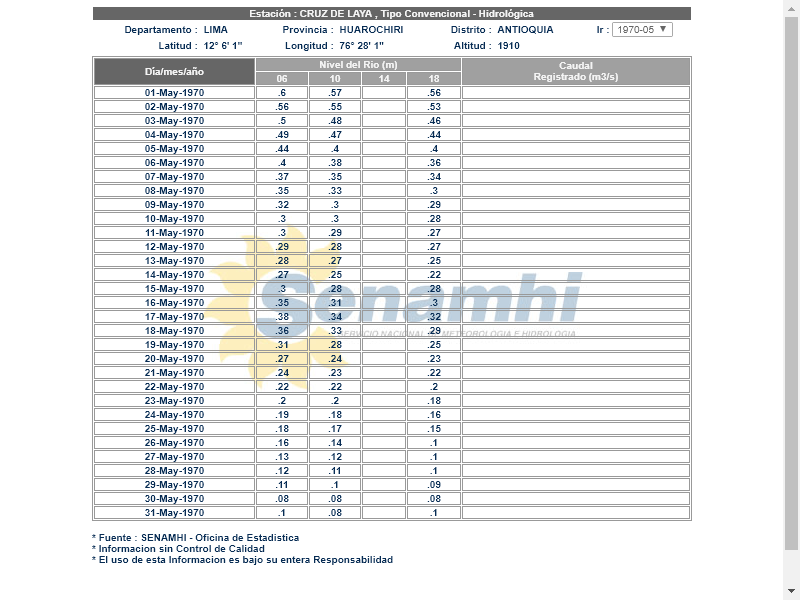 Estación : CRUZ DE LAYA , Tipo Convencional - Hidrológica
Departamento : LIMA Provincia : HUAROCHIRI Distrito : ANTIOQUIA Ir : 1970-05
Latitud : 12° 6' 1" Longitud : 76° 28' 1" Altitud : 1910
Día/mes/año Nivel del Rio (m) Caudal Registrado (m3/s)
06 10 14 18
01-May-1970 .6 .57 .56
02-May-1970 .56 .55 .53
03-May-1970 .5 .48 .46
04-May-1970 .49 .47 .44
05-May-1970 .44 .4 .4
06-May-1970 .4 .38 .36
07-May-1970 .37 .35 .34
08-May-1970 .35 .33 .3
09-May-1970 .32 .3 .29
10-May-1970 .3 .3 .28
11-May-1970 .3 .29 .27
12-May-1970 .29 .28 .27
13-May-1970 .28 .27 .25
14-May-1970 .27 .25 .22
15-May-1970 .3 .28 .28
16-May-1970 .35 .31 .3
17-May-1970 .38 .34 .32
18-May-1970 .36 .33 .29
19-May-1970 .31 .28 .25
20-May-1970 .27 .24 .23
21-May-1970 .24 .23 .22
22-May-1970 .22 .22 .2
23-May-1970 .2 .2 .18
24-May-1970 .19 .18 .16
25-May-1970 .18 .17 .15
26-May-1970 .16 .14 .1
27-May-1970 .13 .12 .1
28-May-1970 .12 .11 .1
29-May-1970 .11 .1 .09
30-May-1970 .08 .08 .08
31-May-1970 .1 .08 .1
Senamhi
SERVICIO NACIONAL DE METEOROLOGIA E HIDROLOGIA
* Fuente : SENAMHI - Oficina de Estadistica
* Informacion sin Control de Calidad
* El uso de esta Informacion es bajo su entera Responsabilidad